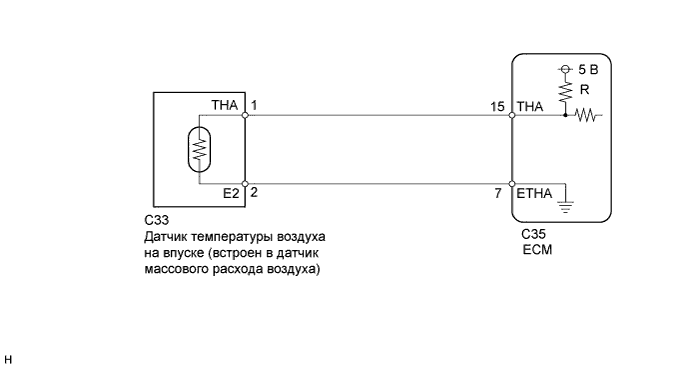 5 В
R
THA 1
15 THA
E2 2
7 ETHA
C33
Датчик температуры воздуха
на впуске (встроен в датчик
массового расхода воздуха)
C35
ECM
H